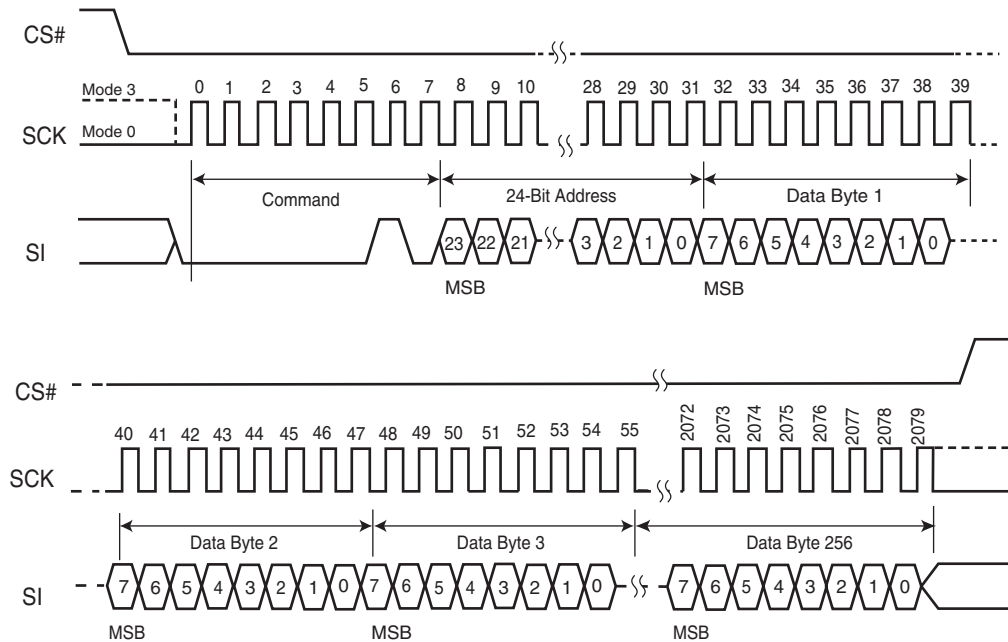 CS#
Mode 3
0 1 2 3 4 5 6 7 8 9 10 28 29 30 31 32 33 34 35 36 37 38 39
SCK
Mode 0
Command 24-Bit Address Data Byte 1
SI 23 22 21 3 2 1 0 7 6 5 4 3 2 1 0
MSB MSB
CS#
40 41 42 43 44 45 46 47 48 49 50 51 52 53 54 55 2072 2073 2074 2075 2076 2077 2078 2079
SCK
Data Byte 2 Data Byte 3 Data Byte 256
SI 7 6 5 4 3 2 1 0 7 6 5 4 3 2 1 0 7 6 5 4 3 2 1 0
MSB MSB MSB